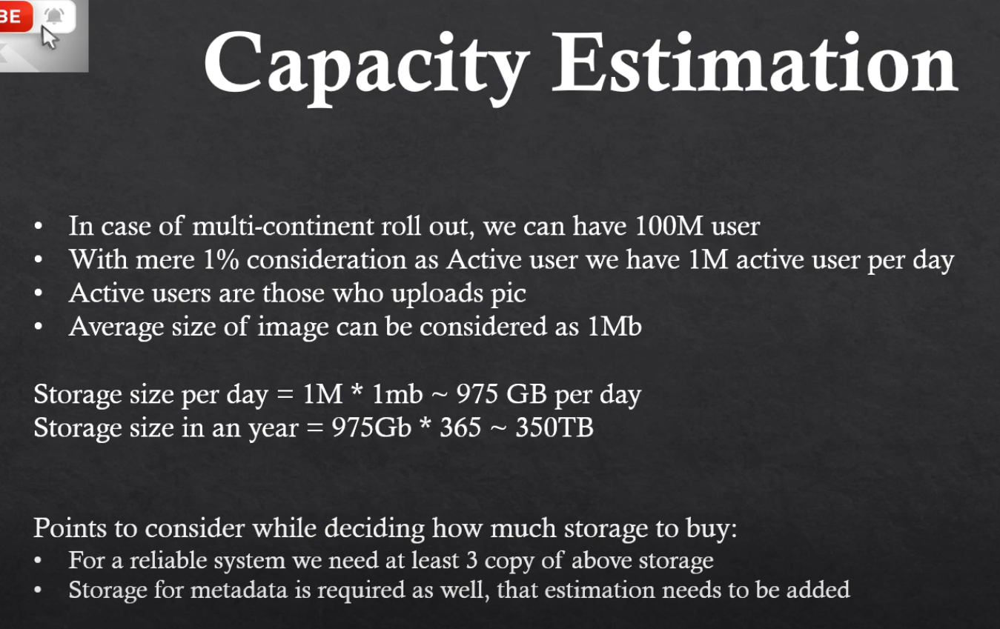 BE
Capacity Estimation
• In case of multi-continent roll out, we can have 100M user
• With mere 1% consideration as Active user we have 1M active user per day
• Active users are those who uploads pic
• Average size of image can be considered as 1Mb
Storage size per day = 1M * 1mb ~ 975 GB per day
Storage size in an year = 975Gb * 365 ~ 350TB
Points to consider while deciding how much storage to buy:
• For a reliable system we need at least 3 copy of above storage
• Storage for metadata is required as well, that estimation needs to be added